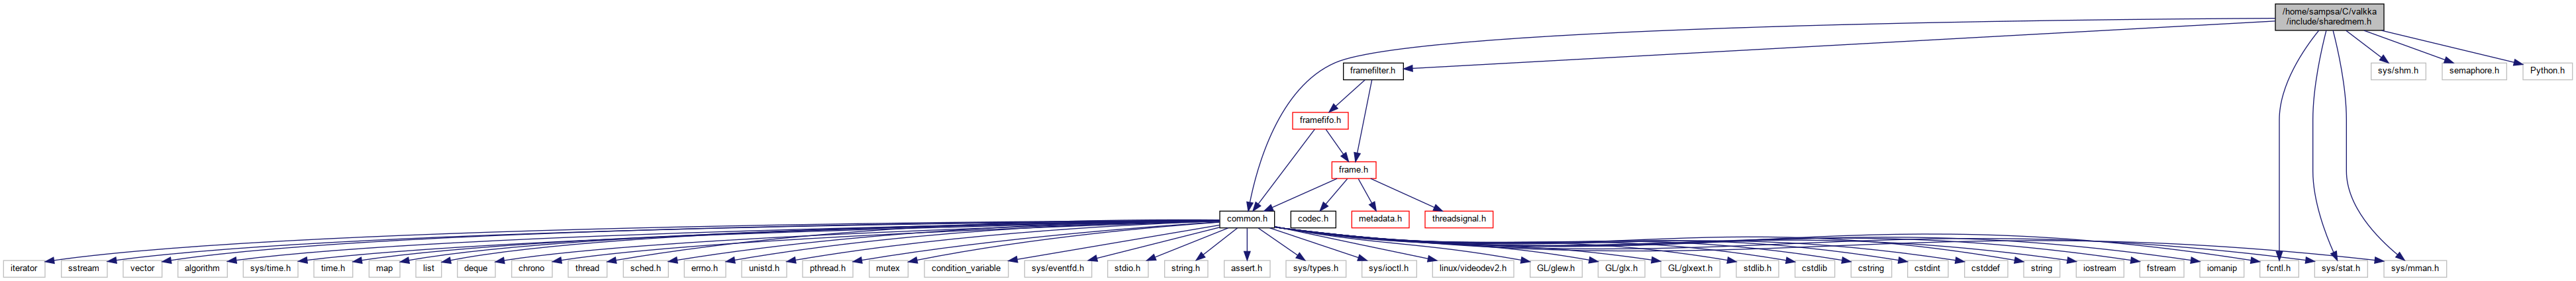 /home/sampsa/C/valkka
/include/sharedmem.h
framefilter.h
sys/shm.h
semaphore.h
Python.h
framefifo.h
frame.h
common.h
codec.h
metadata.h
threadsignal.h
iterator
sstream
vector
algorithm
sys/time.h
time.h
map
list
deque
chrono
thread
sched.h
errno.h
unistd.h
pthread.h
mutex
condition_variable
sys/eventfd.h
stdio.h
string.h
assert.h
sys/types.h
sys/ioctl.h
linux/videodev2.h
GL/glew.h
GL/glx.h
GL/glxext.h
stdlib.h
cstdlib
cstring
cstdint
cstddef
string
iostream
fstream
iomanip
fcntl.h
sys/stat.h
sys/mman.h